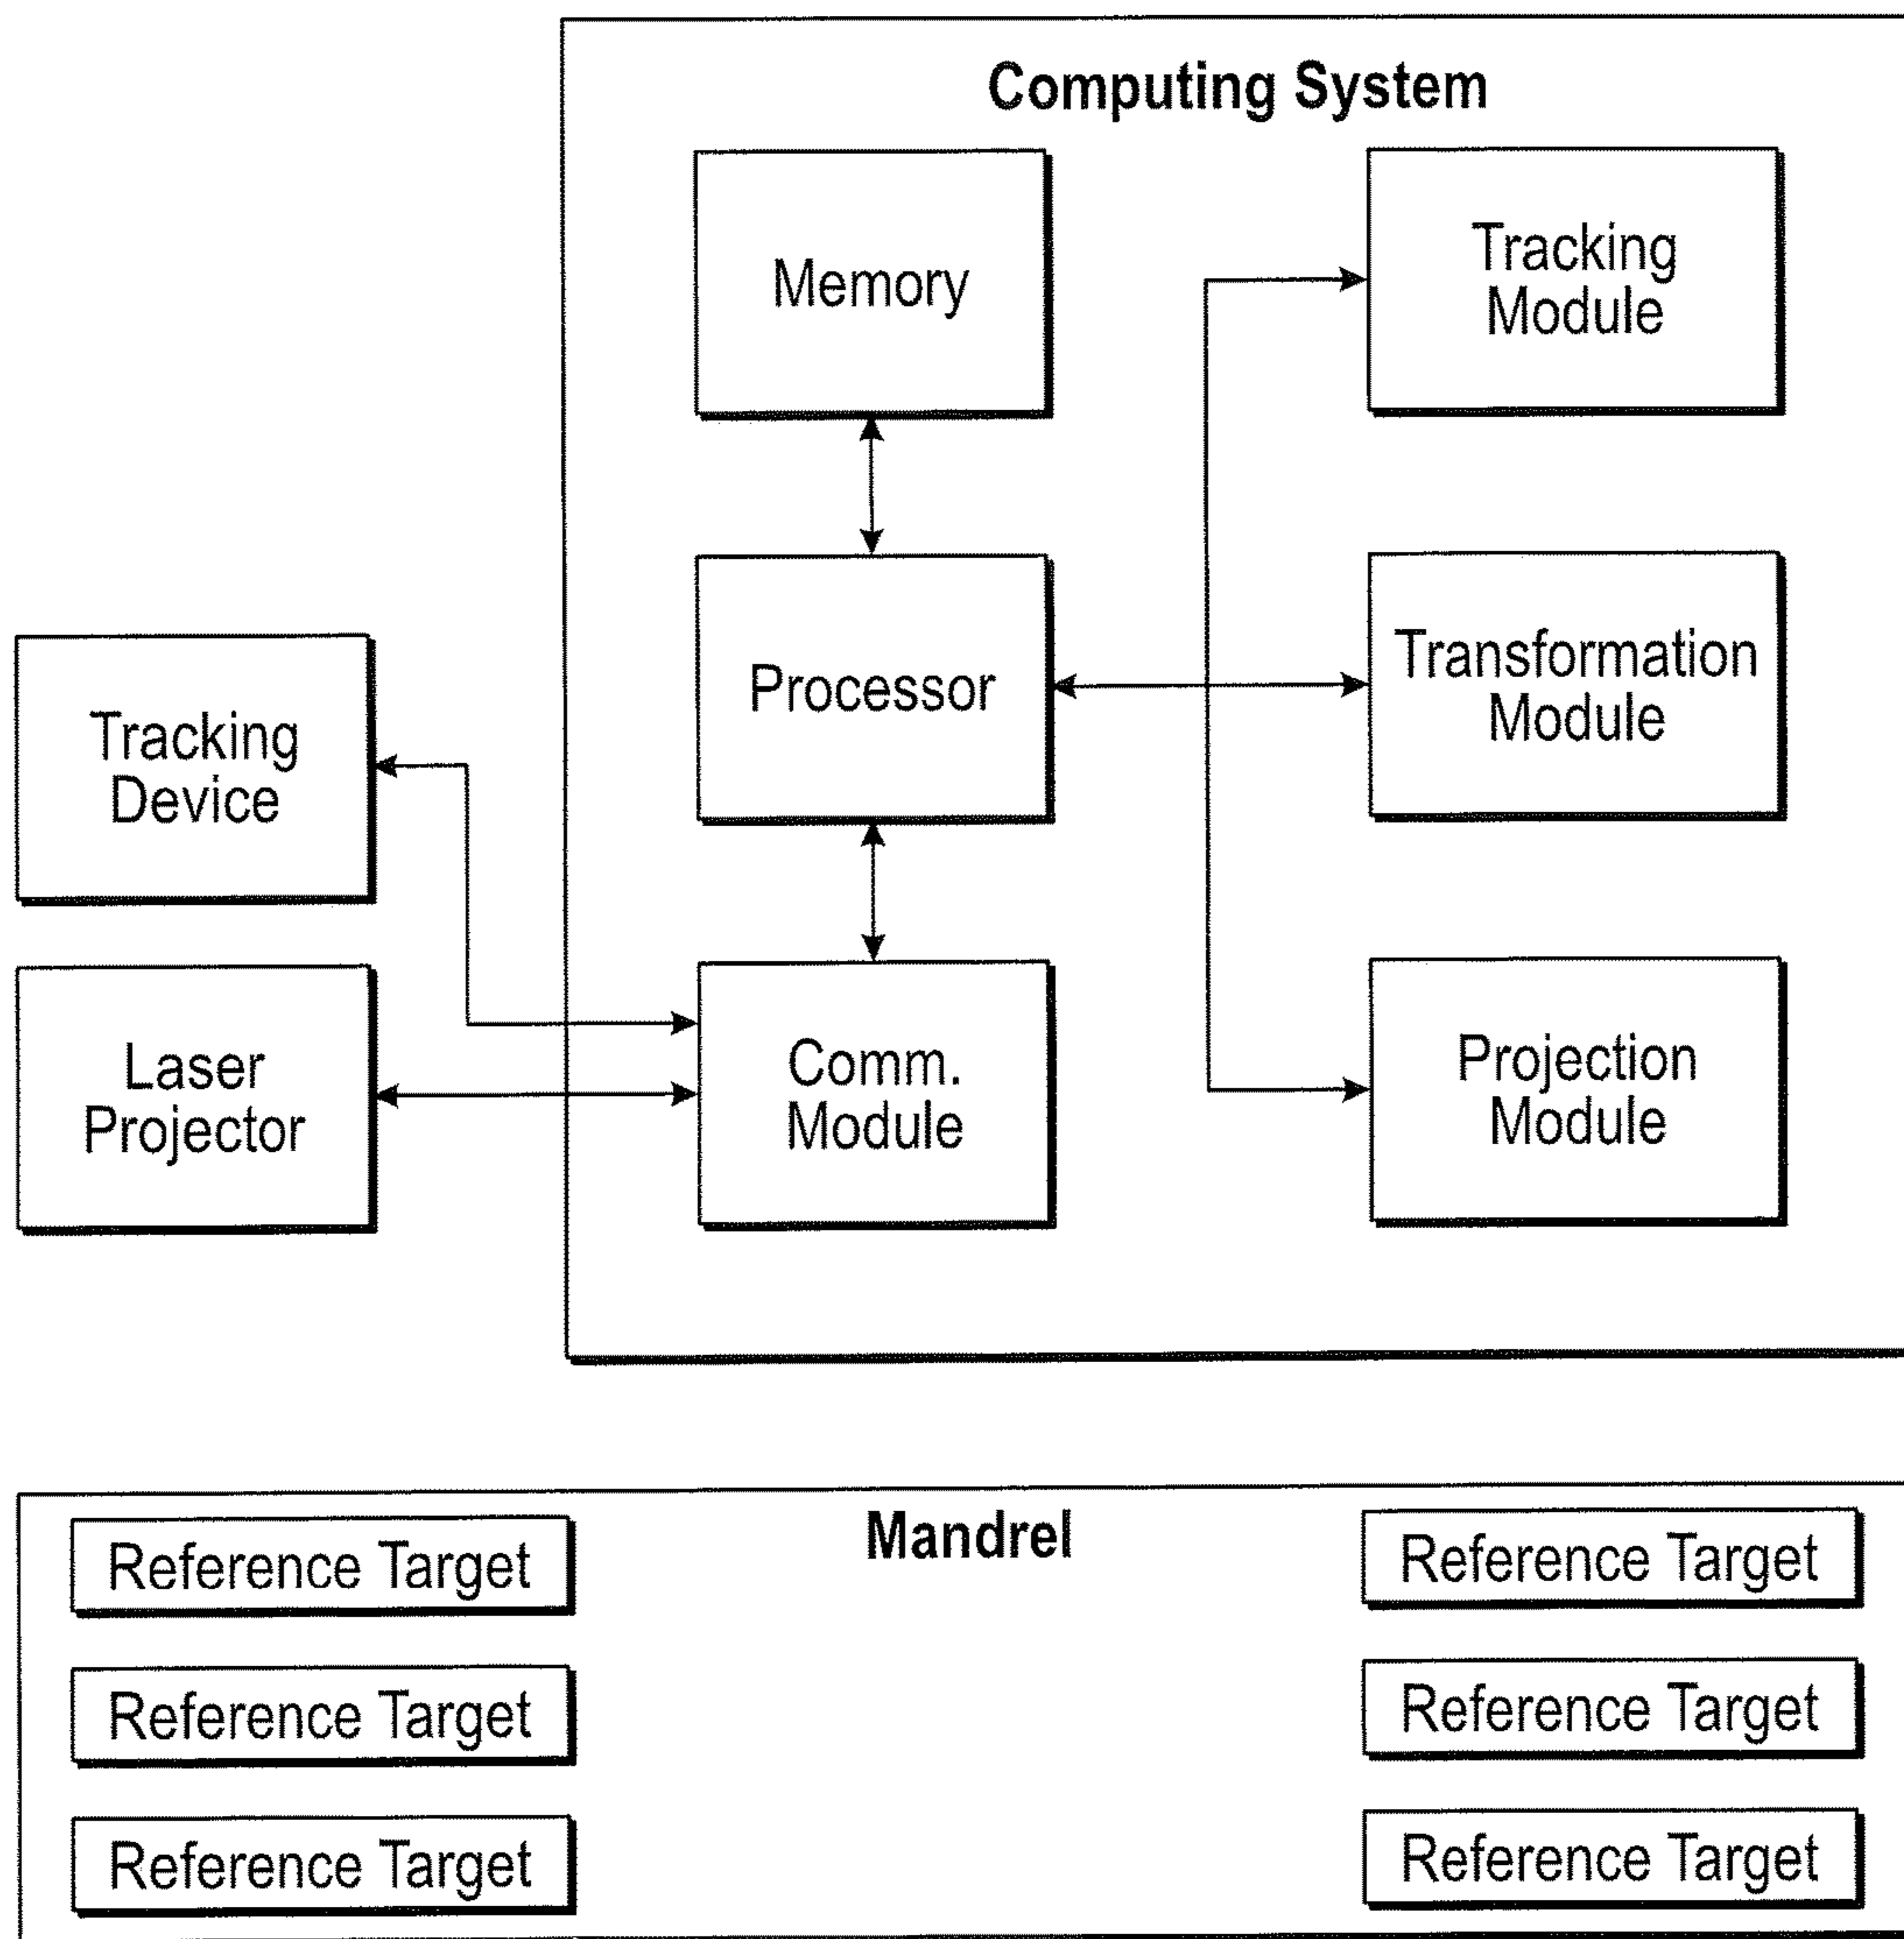 Computing System
Memory
Tracking
Module
Processor
Transformation
Module
Tracking
Device
Laser
Projector
Comm.
Module
Projection
Module
Mandrel
Reference Target
Reference Target
Reference Target
Reference Target
Reference Target
Reference Target